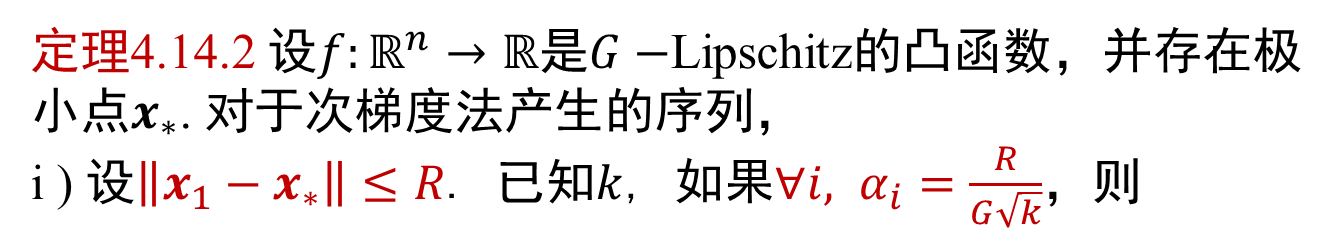 定理4.14.2 设f: ℝⁿ → ℝ是G −Lipschitz的凸函数，并存在极
小点x∗. 对于次梯度法产生的序列，
i ) 设‖x₁ − x∗‖ ≤ R. 已知k, 如果∀i, αᵢ = R/(G√k), 则